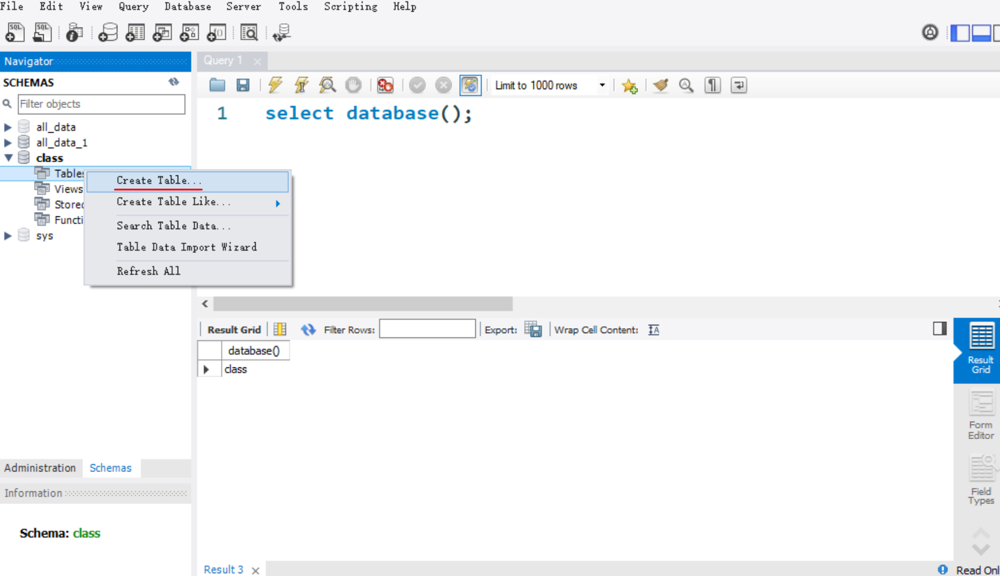 File Edit View Query Database Server Tools Scripting Help
Navigator
Query 1
SCHEMAS
Limit to 1000 rows
Filter objects
1 select database();
all_data
all_data_1
class
Tables
Create Table...
Views
Create Table Like...
Stored
Functi
Search Table Data...
sys
Table Data Import Wizard
Refresh All
Result Grid Filter Rows: Export: Wrap Cell Content:
database()
class
Result
Grid
Form
Editor
Field
Types
Administration Schemas
Information
Schema: class
Result 3
Read Onl